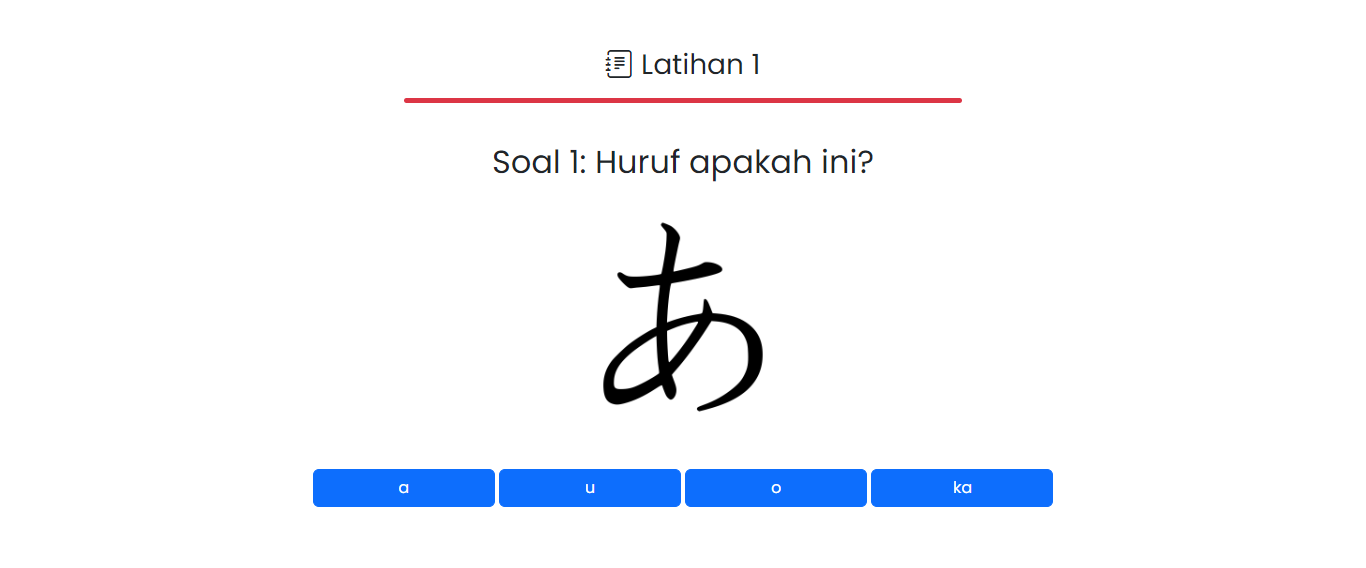 Latihan 1
Soal 1: Huruf apakah ini?
あ
a u o ka